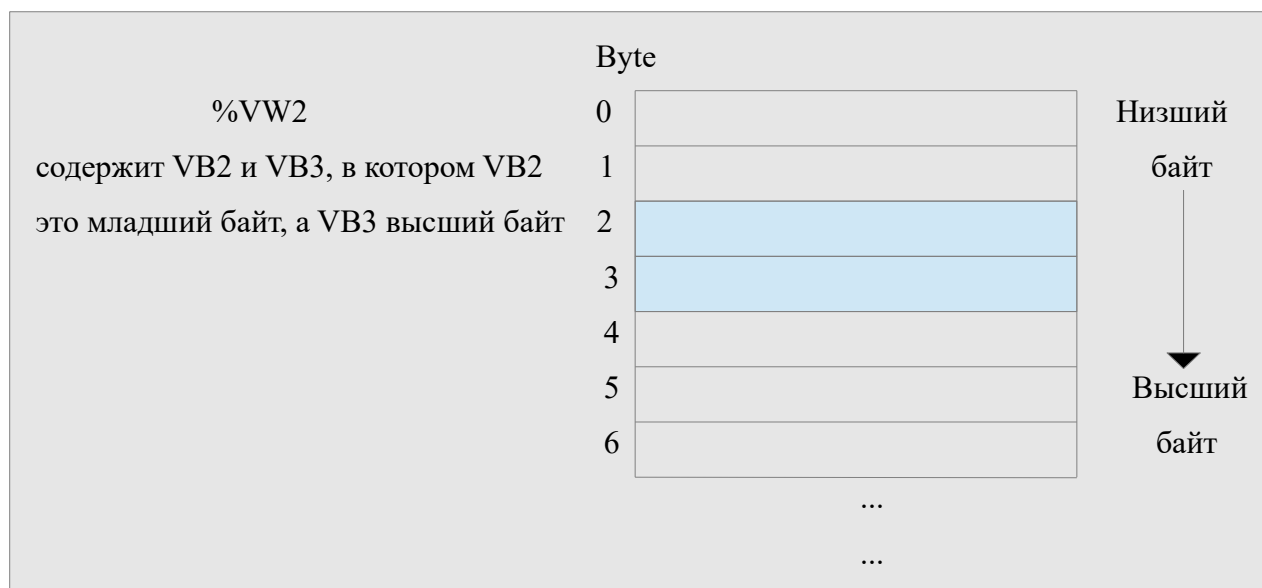 Byte
%VW2
содержит VB2 и VB3, в котором VB2
это младший байт, а VB3 высший байт
0
1
2
3
4
5
6
Низший
байт
Высший
байт
...
...